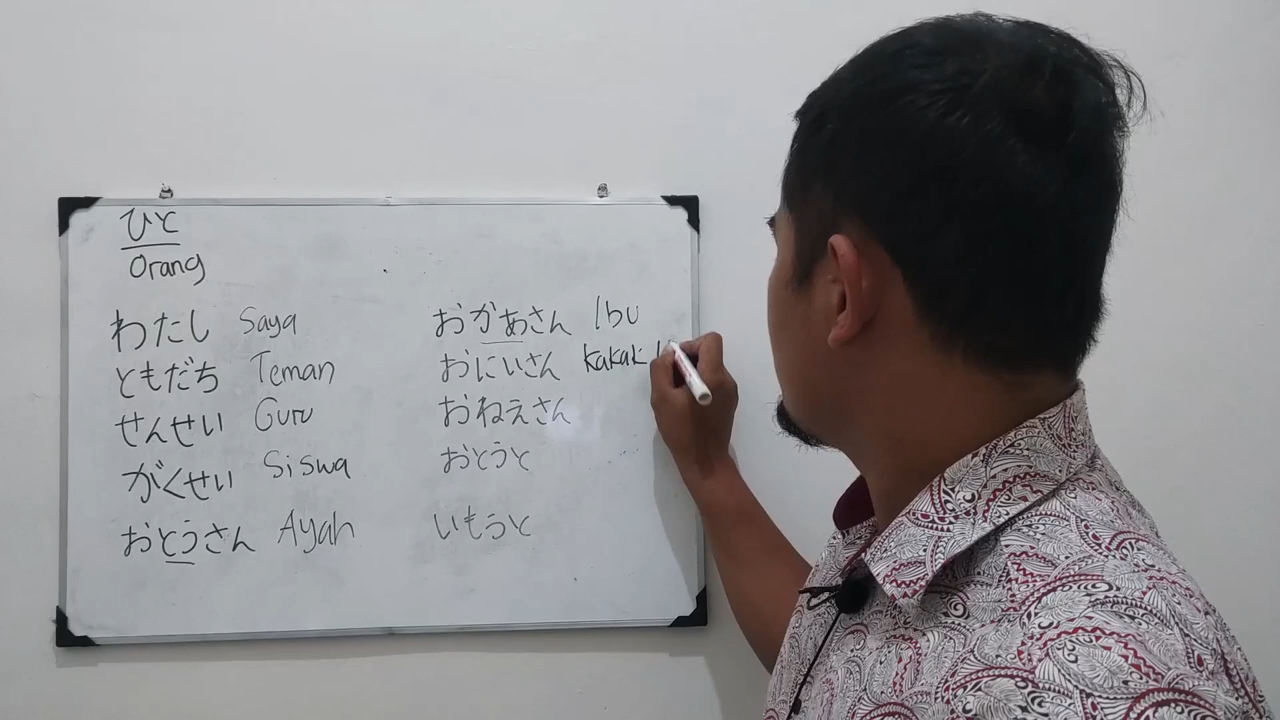 ひと
Orang
わたし Saya
ともだち Teman
せんせい Guru
がくせい Siswa
おとうさん Ayah
おかあさん Ibu
おにいさん kakak
おねえさん
おとうと
いもうと